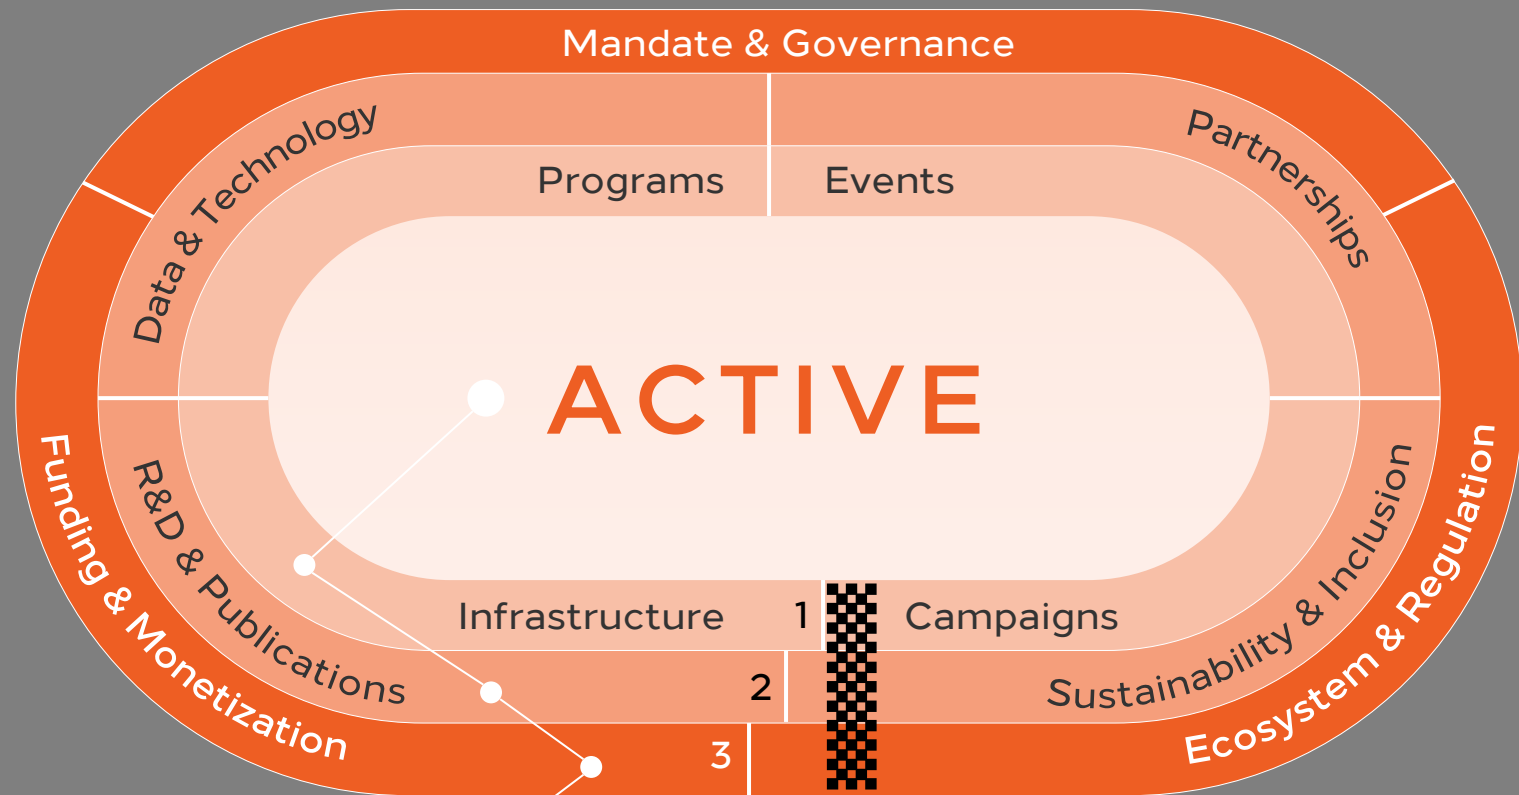 Mandate & Governance
Data & Technology
Partnerships
Programs
Events
ACTIVE
Funding & Monetization
R&D & Publications
Infrastructure
1
Campaigns
Sustainability & Inclusion
Ecosystem & Regulation
2
3